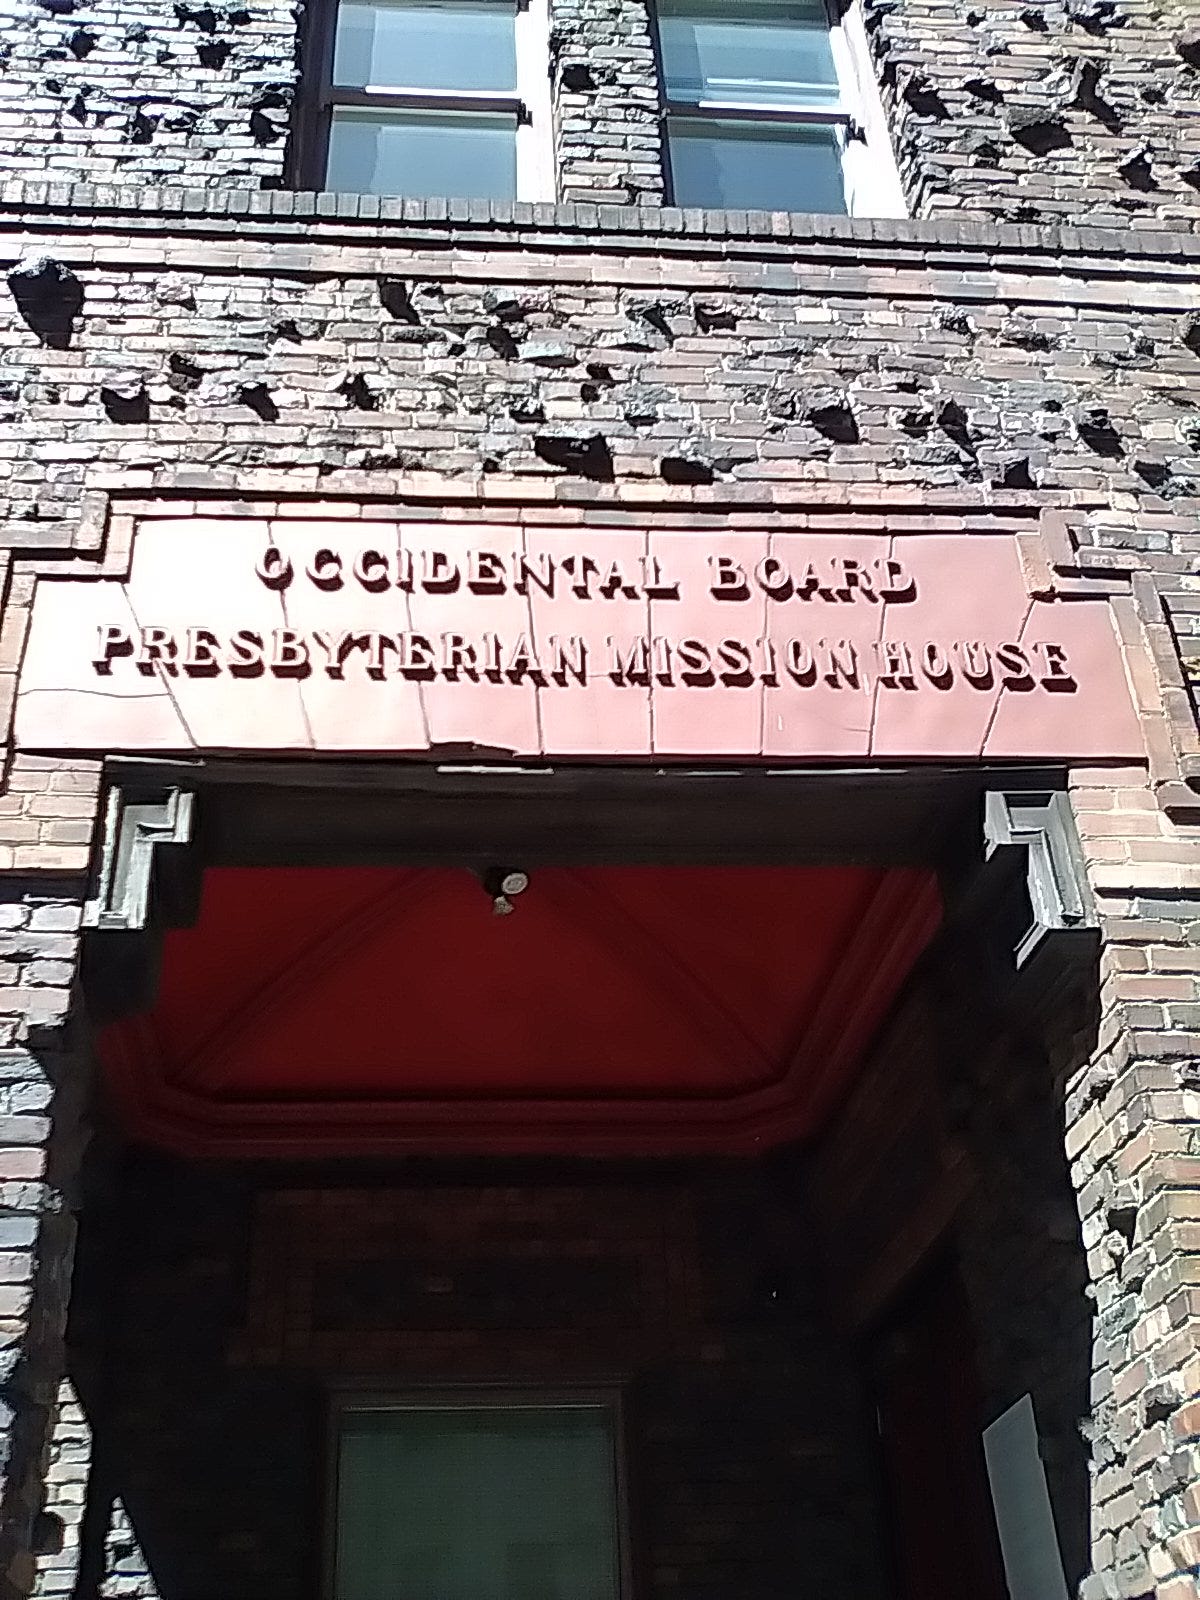 OCCIDENTAL BOARD
PRESBYTERIAN MISSION HOUSE